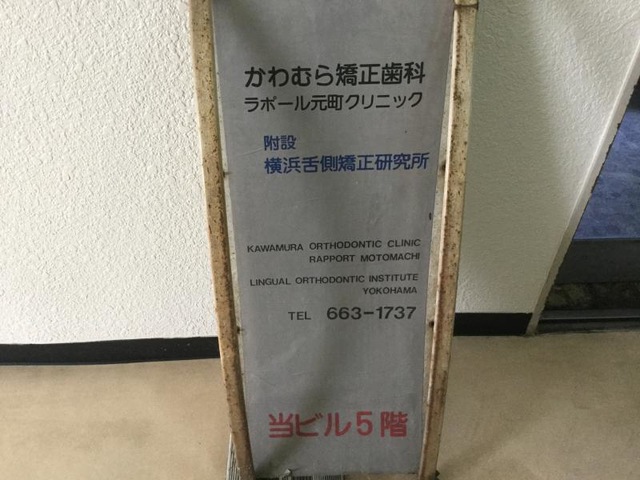 かわむら矯正歯科
ラポール元町クリニック
附設
横浜舌側矯正研究所
KAWAMURA ORTHODONTIC CLINIC
RAPPORT MOTOMACHI
LINGUAL ORTHODONTIC INSTITUTE
YOKOHAMA
TEL 663-1737
当ビル5階